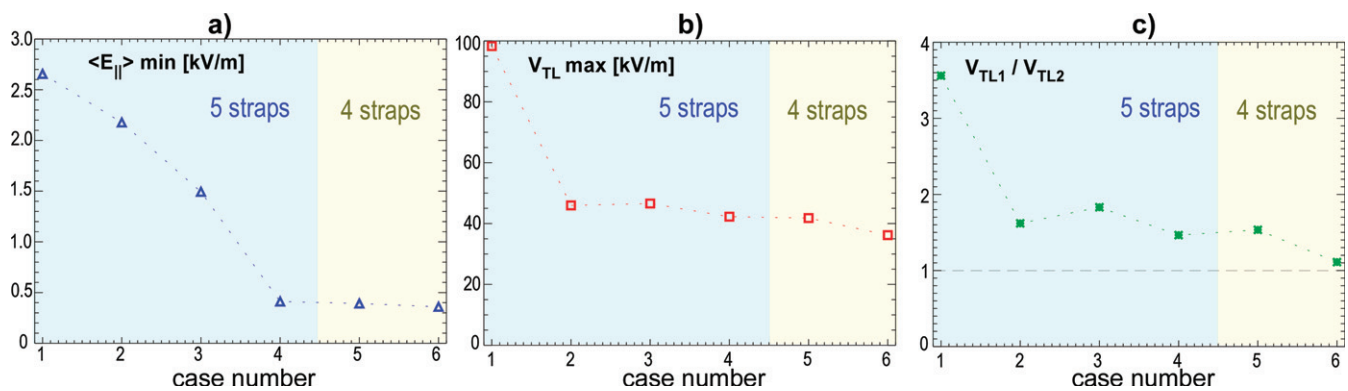 a)
<E||> min [kV/m]
5 straps
4 straps
3.0
2.5
2.0
1.5
1.0
0.5
0
1 2 3 4 5 6
case number
b)
VTL max [kV/m]
5 straps
4 straps
100
80
60
40
20
0
1 2 3 4 5 6
case number
c)
VTL1 / VTL2
5 straps
4 straps
4
3
2
1
0
1 2 3 4 5 6
case number